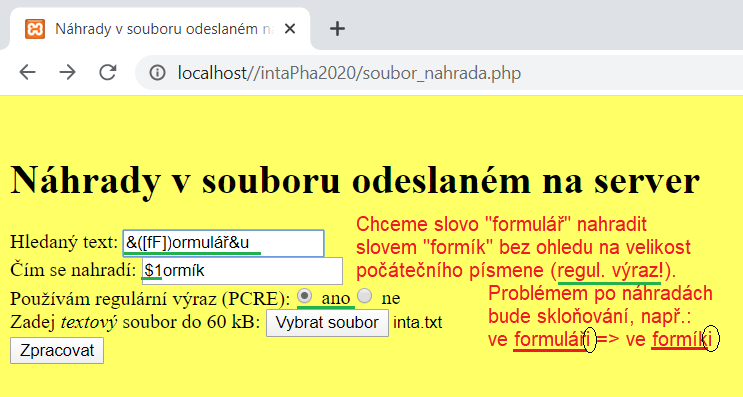 Náhrady v souboru odeslaném na
localhost//intaPha2020/soubor_nahrada.php
Náhrady v souboru odeslaném na server
Hledaný text: &([fF])ormulář&u
Čím se nahradí: $1ormík
Používám regulární výraz (PCRE): ano ne
Zadej textový soubor do 60 kB: Vybrat soubor inta.txt
Zpracovat
Chceme slovo "formulář" nahradit
slovem "formík" bez ohledu na velikost
počátečního písmene (regul. výraz!).
Problémem po náhradách
bude skloňování, např.:
ve formuláři => ve formíki